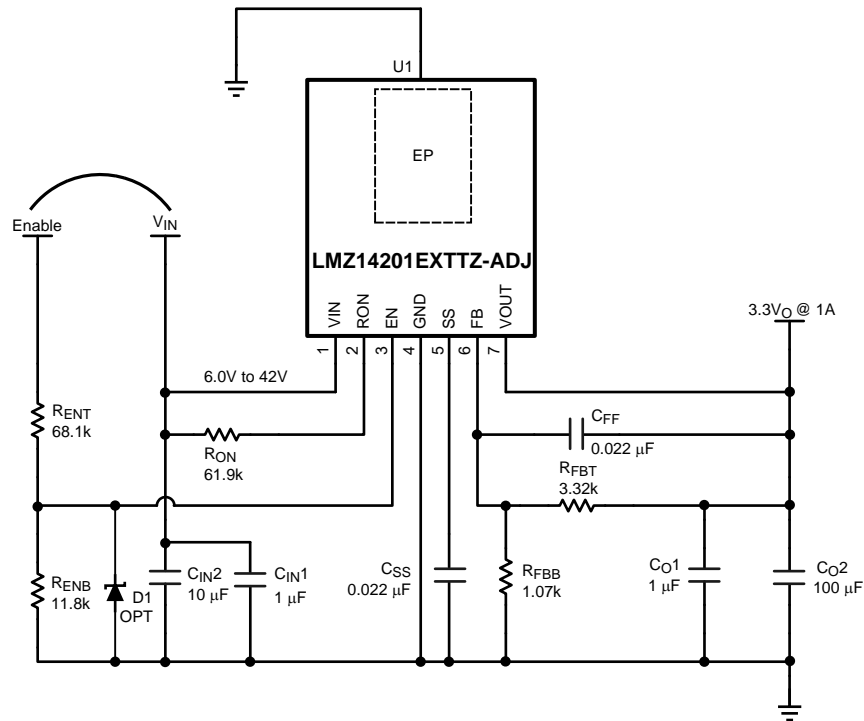 U1
EP
Enable
VIN
LMZ14201EXTTZ-ADJ
VIN
RON
EN
GND
SS
FB
VOUT
3.3VO @ 1A
1
2
3
4
5
6
7
6.0V to 42V
RENT
68.1k
CFF
0.022 μF
RON
61.9k
RFBT
3.32k
RENB
11.8k
D1
OPT
CIN2
10 μF
CIN1
1 μF
CSS
0.022 μF
RFBB
1.07k
CO1
1 μF
CO2
100 μF